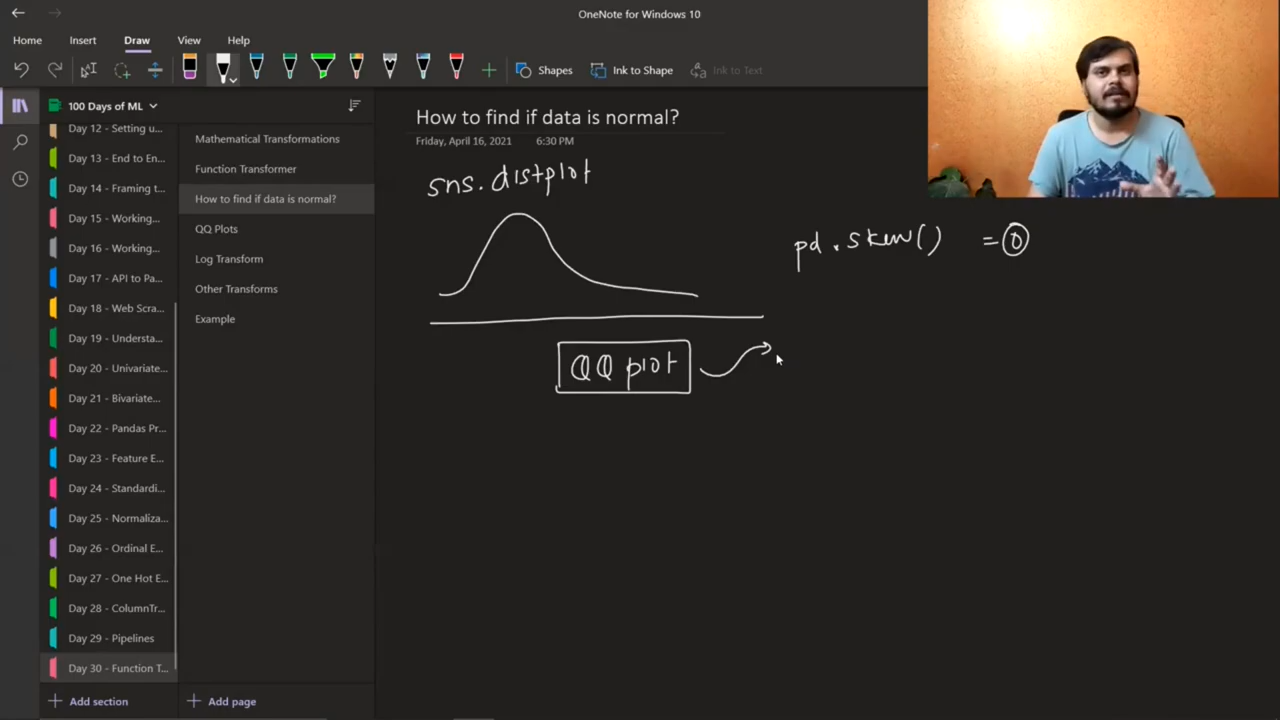 OneNote for Windows 10
Home Insert Draw View Help
Shapes Ink to Shape Ink to Text
100 Days of ML
Day 12 - Setting u...
Day 13 - End to En...
Day 14 - Framing t...
Day 15 - Working...
Day 16 - Working...
Day 17 - API to Pa...
Day 18 - Web Scra...
Day 19 - Understa...
Day 20 - Univariate...
Day 21 - Bivariate...
Day 22 - Pandas Pr...
Day 23 - Feature E...
Day 24 - Standardi...
Day 25 - Normaliza...
Day 26 - Ordinal E...
Day 27 - One Hot E...
Day 28 - ColumnTr...
Day 29 - Pipelines
Day 30 - Function T...
Add section
Mathematical Transformations
Function Transformer
How to find if data is normal?
QQ Plots
Log Transform
Other Transforms
Example
Add page
How to find if data is normal?
Friday, April 16, 2021 6:30 PM
sns.distplot
pd.skew() = 0
QQ plot